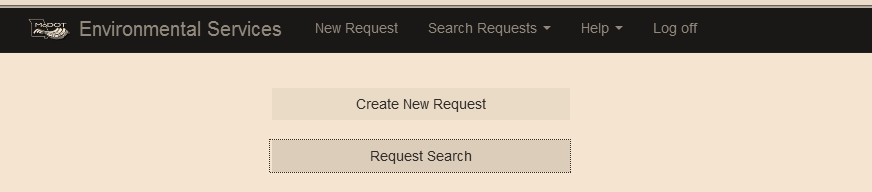 MoDOT Environmental Services New Request Search Requests Help Log off
Create New Request
Request Search